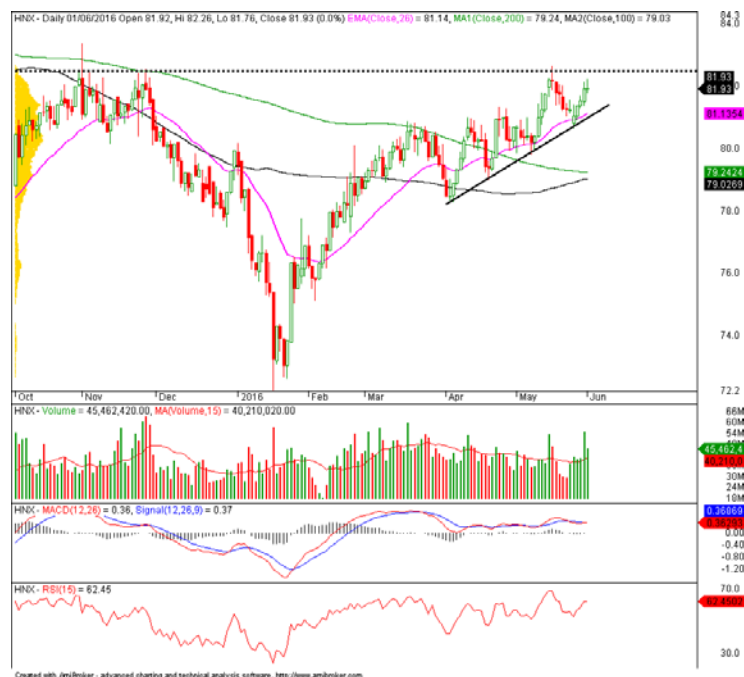 HNX - Daily 01/06/2016 Open 81.92, Hi 82.26, Lo 81.76, Close 81.93 (0.0%) EMA(Close,26) = 81.14, MA1(Close,200) = 79.24, MA2(Close,100) = 79.03
84.3
84.0
81.93
81.93
81.1354
80.0
79.2424
79.0269
78.0
76.0
74.0
72.2
Oct Nov Dec 2016 Feb Mar Apr May Jun
HNX - Volume = 45,462,420.00, MA(Volume,15) = 40,210,020.00
66M
60M
54M
45,462,4
40,210,0
30M
24M
18M
HNX - MACD(12,26) = 0.36, Signal(12,26,9) = 0.37
0.36869
0.36293
0.00
-0.40
-0.80
-1.20
HNX - RSI(15) = 62.45
70.0
62.4502
30.0
Created with AmiBroker - advanced charting and technical analysis software. http://www.amibroker.com